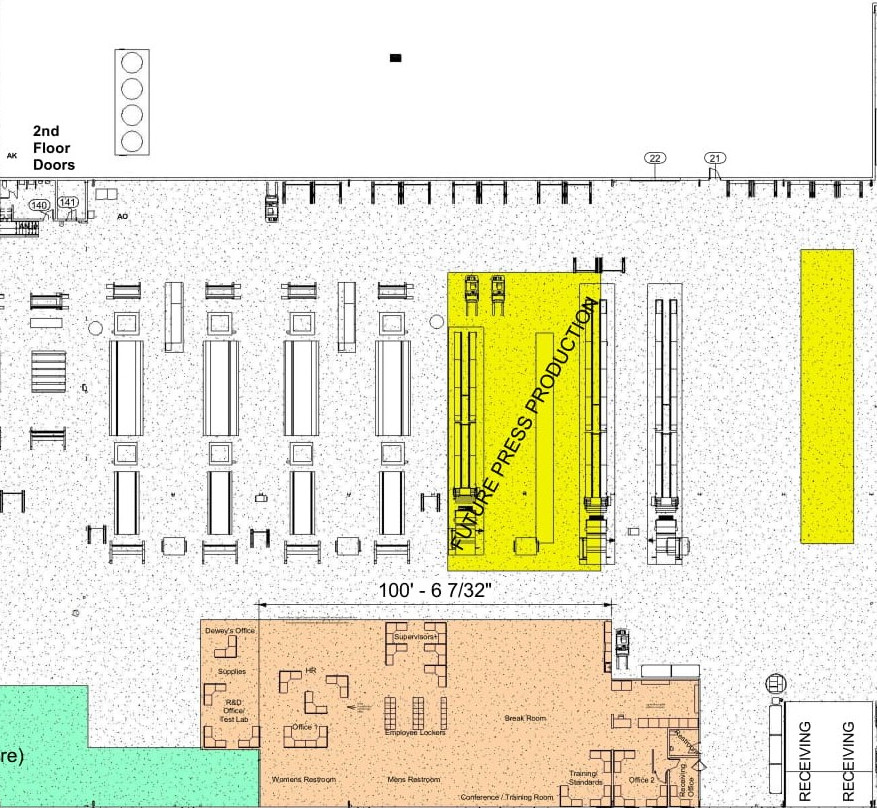 2nd
Floor
Doors
AK
22
21
140
141
AO
FUTURE PRESS PRODUCTION
100' - 6 7/32"
Dewey's Office
Supervisors+
Supplies
HR
R&D
Office/
Test Lab
Office 1
Employee Lockers
Break Room
Restroom
RECEIVING
RECEIVING
re)
Womens Restroom
Mens Restroom
Training/
Standards
Office 2
Receiving
Office
Conference / Training Room